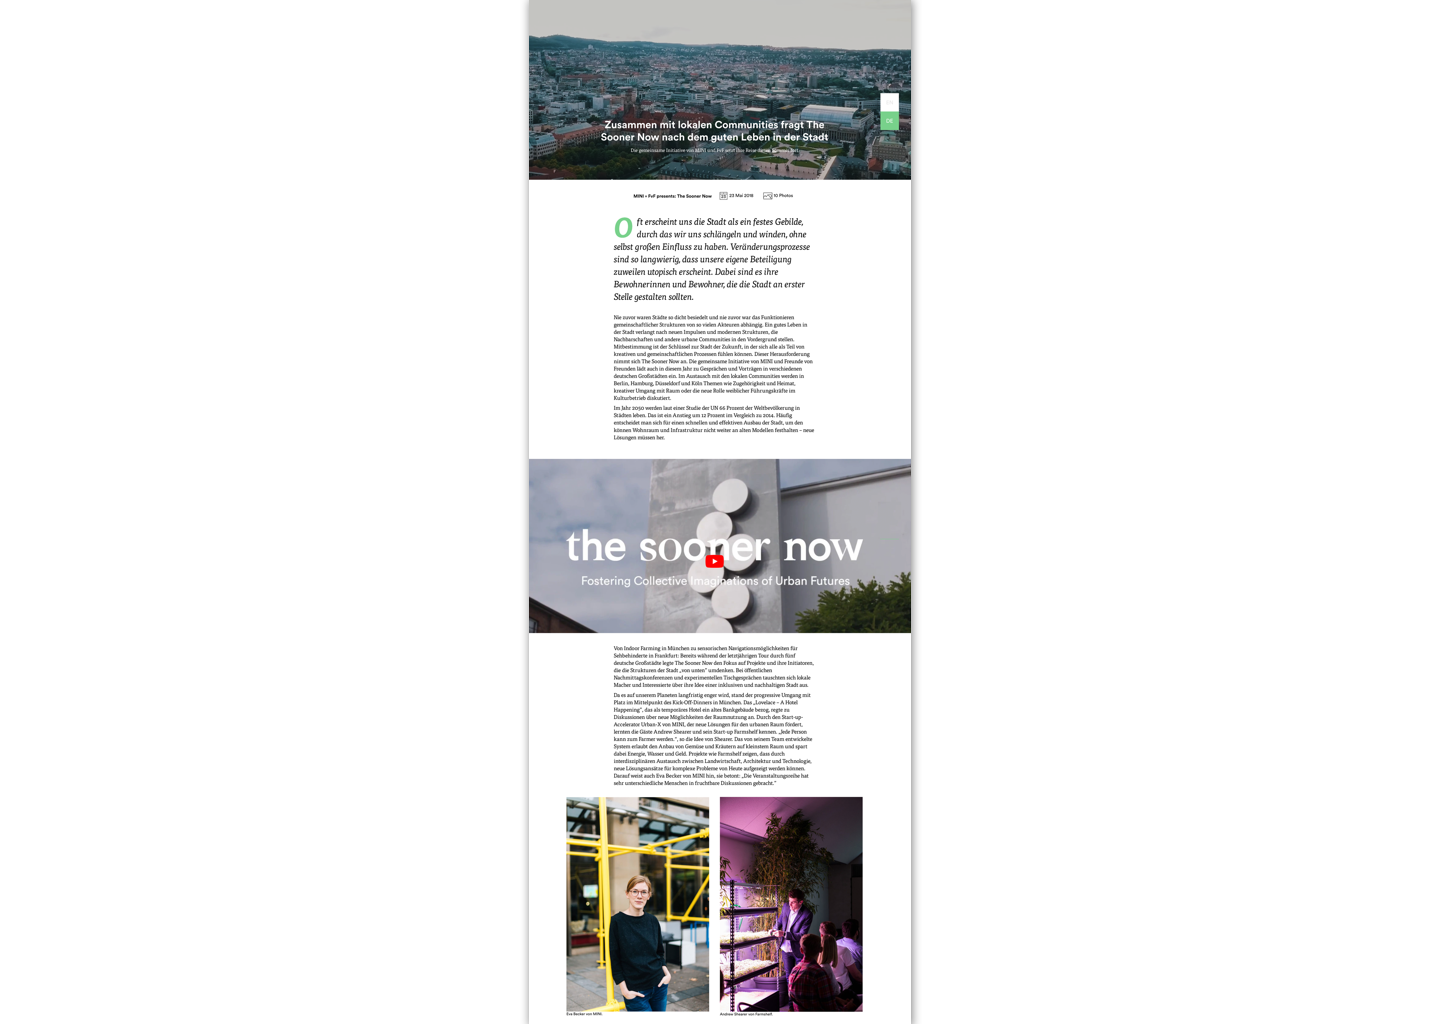 EN
DE
Zusammen mit lokalen Communities fragt The
Sooner Now nach dem guten Leben in der Stadt
Die gemeinsame Initiative von MINI und FvF setzt ihre Reise durch
MINI + FvF presents: The Sooner Now
23 Mai 2018
10 Photos
Oft erscheint uns die Stadt als ein festes Gebilde,
durch das wir uns schlängeln und winden, ohne
selbst großen Einfluss zu haben. Veränderungsprozesse
sind so langwierig, dass unsere eigene Beteiligung
zuweilen utopisch erscheint. Dabei sind es ihre
Bewohnerinnen und Bewohner, die die Stadt an erster
Stelle gestalten sollten.
Nie zuvor waren Städte so dicht besiedelt und nie zuvor war das Funktionieren
gemeinschaftlicher Strukturen von so vielen Akteuren abhängig. Ein gutes Leben in
der Stadt verlangt nach neuen Impulsen und modernen Strukturen, die
Nachbarschaften und andere urbane Communities in den Vordergrund stellen.
Mitbestimmung ist der Schlüssel zur Stadt der Zukunft, in der sich alle als Teil von
kreativen und gemeinschaftlichen Prozessen fühlen können. Dieser Herausforderung
nimmt sich The Sooner Now an. Die gemeinsame Initiative von MINI und Freunde von
Freunden lädt auch in diesem Jahr zu Gesprächen und Vorträgen in verschiedenen
deutschen Großstädten ein. Im Austausch mit den lokalen Communities werden in
Berlin, Hamburg, Düsseldorf und Köln Themen wie Zugehörigkeit und Heimat,
kreativer Umgang mit Raum oder die neue Rolle weiblicher Führungskräfte im
Kulturbetrieb diskutiert.
Im Jahr 2050 werden laut einer Studie der UN 66 Prozent der Weltbevölkerung in
Städten leben. Das ist ein Anstieg um 12 Prozent im Vergleich zu 2014. Häufig
entscheidet man sich für einen schnellen und effektiven Ausbau der Stadt, um den
können Wohnraum und Infrastruktur nicht weiter an alten Modellen festhalten – neue
Lösungen müssen her.
the sooner now
Fostering Collective Imaginations of Urban Futures
Von Indoor Farming in München zu sensorischen Navigationsmöglichkeiten für
Sehbehinderte in Frankfurt: Bereits während der letztjährigen Tour durch fünf
deutsche Großstädte legte The Sooner Now den Fokus auf Projekte und ihre Initiatoren,
die die Strukturen der Stadt „von unten“ umdenken. Bei öffentlichen
Nachmittagskonferenzen und experimentellen Tischgesprächen tauschten sich lokale
Macher und Interessierte über ihre Idee einer inklusiven und nachhaltigen Stadt aus.
Da es auf unserem Planeten langfristig enger wird, stand der progressive Umgang mit
Platz im Mittelpunkt des Kick-Off-Dinners in München. Das „Lovelace – A Hotel
Happening“, das als temporäres Hotel ein altes Bankgebäude bezog, regte zu
Diskussionen über neue Möglichkeiten der Raumnutzung an. Durch den Start-up-
Accelerator Urban-X von MINI, der neue Lösungen für den urbanen Raum fördert,
lernten die Gäste Andrew Shearer und sein Start-up Farmshelf kennen. „Jede Person
kann zum Farmer werden.“, so die Idee von Shearer. Das von seinem Team entwickelte
System erlaubt den Anbau von Gemüse und Kräutern auf kleinstem Raum und spart
dabei Energie, Wasser und Geld. Projekte wie Farmshelf zeigen, dass durch
interdisziplinären Austausch zwischen Landwirtschaft, Architektur und Technologie,
neue Lösungsansätze für komplexe Probleme von Heute aufgezeigt werden können.
Darauf weist auch Eva Becker von MINI hin, sie betont: „Die Veranstaltungsreihe hat
sehr unterschiedliche Menschen in fruchtbare Diskussionen gebracht.“
Eva Becker von MINI.
Andrew Shearer von Farmshelf.